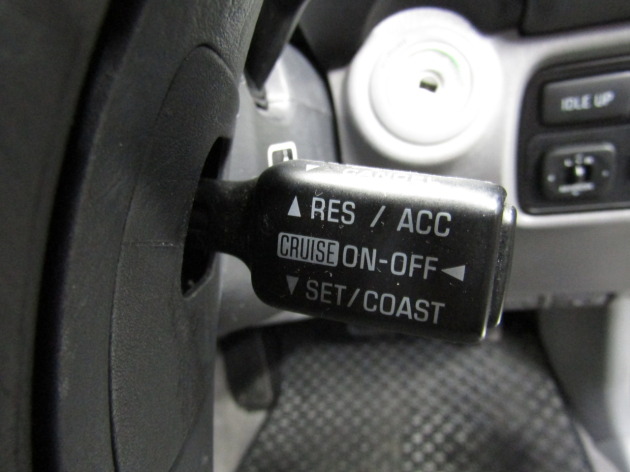 ▲ RES / ACC
CRUISE ON-OFF ◄
▼ SET/COAST
IDLE UP